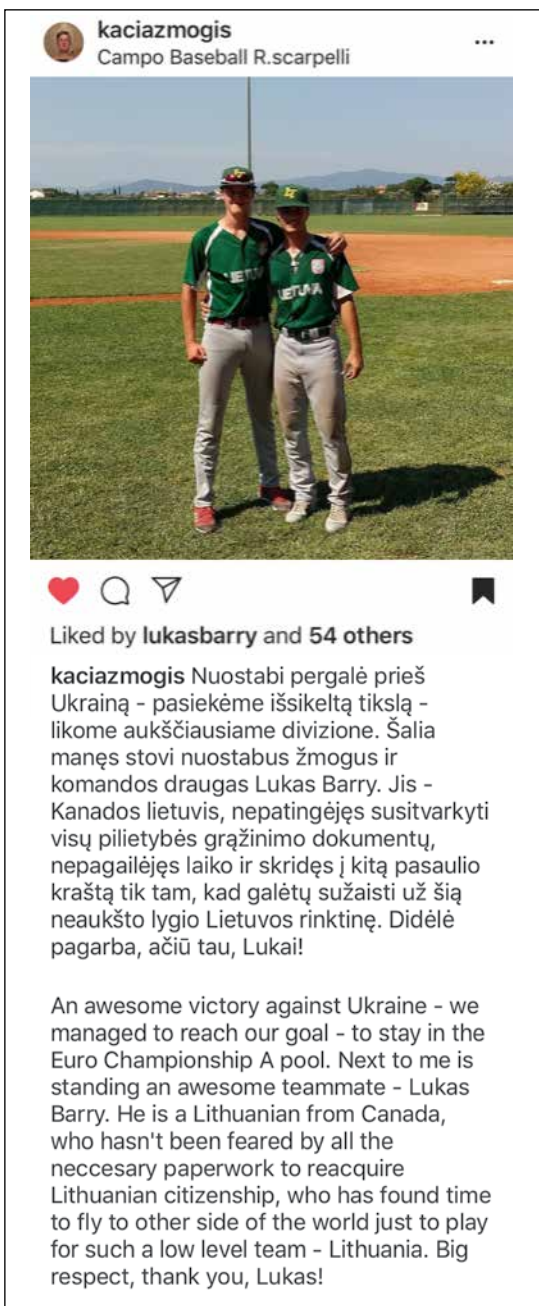 kaciazmogis
Campo Baseball R.scarpelli
LIETUVA
LIETUVA
Liked by lukasbarry and 54 others
kaciazmogis Nuostabi pergalė prieš
Ukrainą - pasiekėme išsikeltą tikslą -
likome aukščiausiame divizione. Šalia
manęs stovi nuostabus žmogus ir
komandos draugas Lukas Barry. Jis -
Kanados lietuvis, nepatingėjęs susitvarkyti
visų pilietybės grąžinimo dokumentų,
nepagailėjęs laiko ir skridęs į kitą pasaulio
kraštą tik tam, kad galėtų sužaisti už šią
neaukšto lygio Lietuvos rinktinę. Didėlė
pagarba, ačiū tau, Lukai!
An awesome victory against Ukraine - we
managed to reach our goal - to stay in the
Euro Championship A pool. Next to me is
standing an awesome teammate - Lukas
Barry. He is a Lithuanian from Canada,
who hasn't been feared by all the
neccesary paperwork to reacquire
Lithuanian citizenship, who has found time
to fly to other side of the world just to play
for such a low level team - Lithuania. Big
respect, thank you, Lukas!